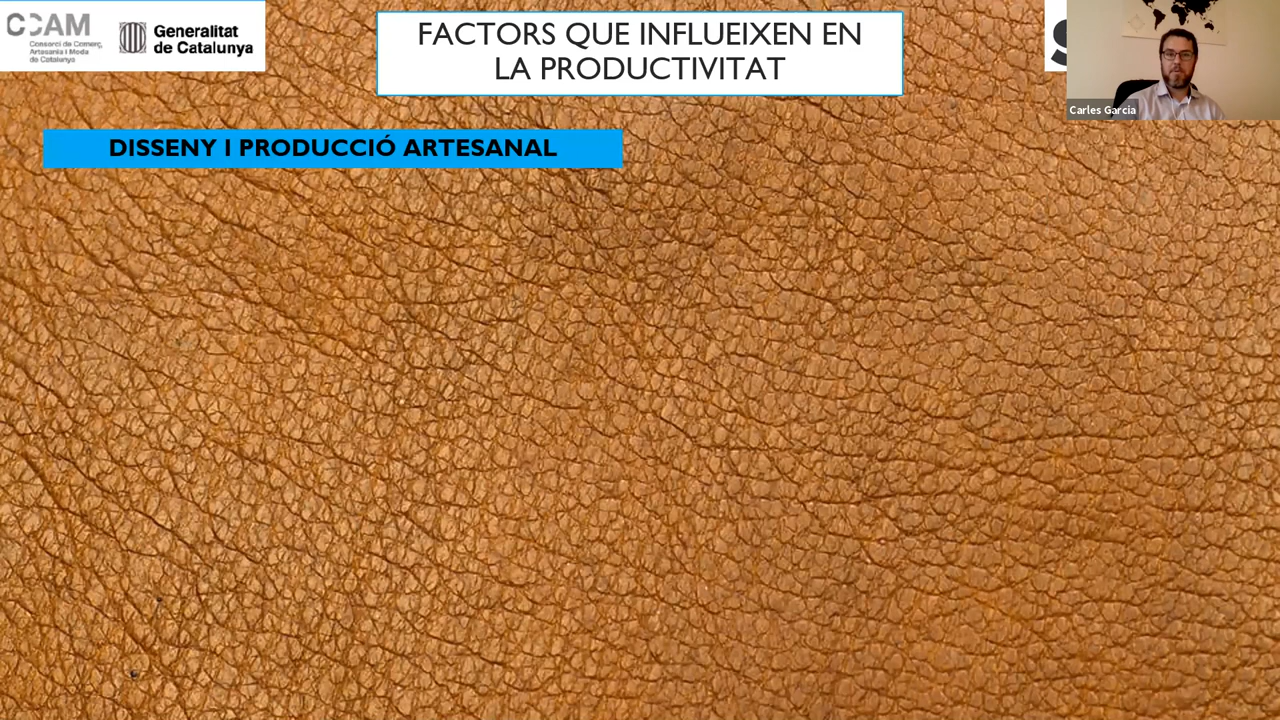 CCAM
Consorci de Comerç,
Artesania i Moda
de Catalunya
Generalitat
de Catalunya
FACTORS QUE INFLUEIXEN EN
LA PRODUCTIVITAT
Carles Garcia
DISSENY I PRODUCCIÓ ARTESANAL